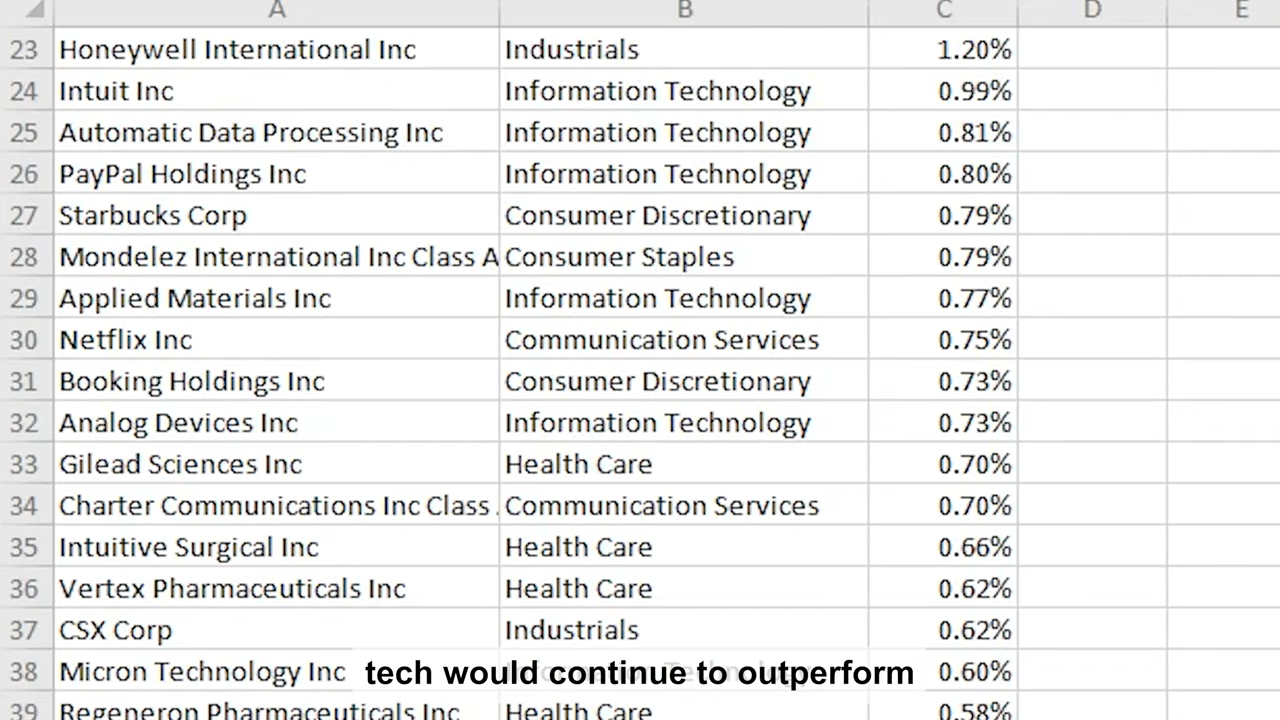 A B C D E
23 Honeywell International Inc Industrials 1.20%
24 Intuit Inc Information Technology 0.99%
25 Automatic Data Processing Inc Information Technology 0.81%
26 PayPal Holdings Inc Information Technology 0.80%
27 Starbucks Corp Consumer Discretionary 0.79%
28 Mondelez International Inc Class A Consumer Staples 0.79%
29 Applied Materials Inc Information Technology 0.77%
30 Netflix Inc Communication Services 0.75%
31 Booking Holdings Inc Consumer Discretionary 0.73%
32 Analog Devices Inc Information Technology 0.73%
33 Gilead Sciences Inc Health Care 0.70%
34 Charter Communications Inc Class Communication Services 0.70%
35 Intuitive Surgical Inc Health Care 0.66%
36 Vertex Pharmaceuticals Inc Health Care 0.62%
37 CSX Corp Industrials 0.62%
38 Micron Technology Inc 0.60%
tech would continue to outperform
39 Regeneron Pharmaceuticals Inc Health Care 0.58%